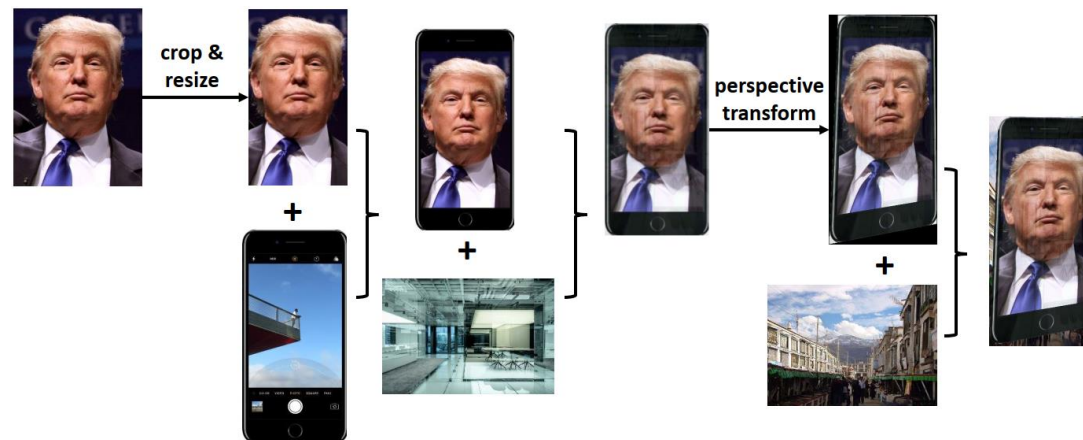 crop &
resize
perspective
transform
+
+
+